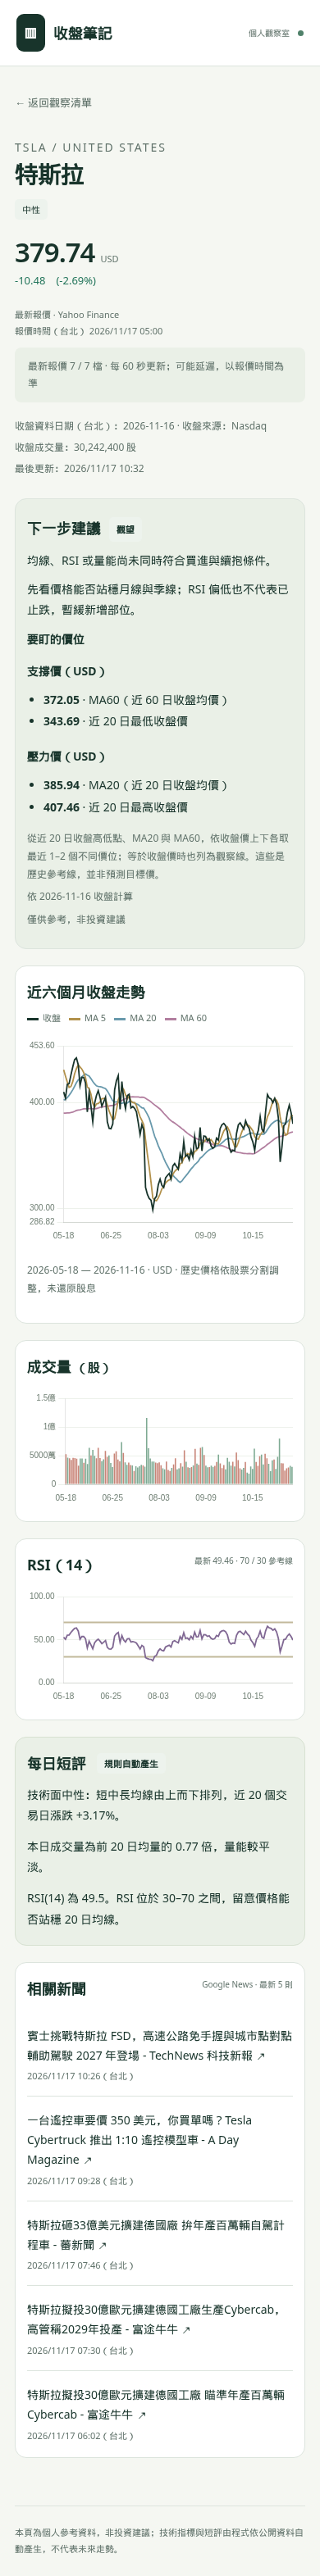 收盤筆記
個人觀察室
← 返回觀察清單
TSLA / UNITED STATES
特斯拉
中性
379.74 USD
-10.48 (-2.69%)
最新報價 · Yahoo Finance
報價時間（台北）2026/11/17 05:00
最新報價 7 / 7 檔 · 每 60 秒更新；可能延遲，以報價時間為
準
收盤資料日期（台北）：2026-11-16 · 收盤來源：Nasdaq
收盤成交量：30,242,400 股
最後更新：2026/11/17 10:32
下一步建議 觀望
均線、RSI 或量能尚未同時符合買進與續抱條件。
先看價格能否站穩月線與季線；RSI 偏低也不代表已
止跌，暫緩新增部位。
要盯的價位
支撐價（USD）
• 372.05 · MA60（近 60 日收盤均價）
• 343.69 · 近 20 日最低收盤價
壓力價（USD）
• 385.94 · MA20（近 20 日收盤均價）
• 407.46 · 近 20 日最高收盤價
從近 20 日收盤高低點、MA20 與 MA60，依收盤價上下各取
最近 1–2 個不同價位；等於收盤價時也列為觀察線。這些是
歷史參考線，並非預測目標價。
依 2026-11-16 收盤計算
僅供參考，非投資建議
近六個月收盤走勢
收盤 MA 5 MA 20 MA 60
453.60
400.00
300.00
286.82
05-18 06-25 08-03 09-09 10-15
2026-05-18 — 2026-11-16 · USD · 歷史價格依股票分割調
整，未還原股息
成交量（股）
1.5億
1億
5000萬
0
05-18 06-25 08-03 09-09 10-15
RSI（14）
最新 49.46 · 70 / 30 參考線
100.00
50.00
0.00
05-18 06-25 08-03 09-09 10-15
每日短評 規則自動產生
技術面中性：短中長均線由上而下排列，近 20 個交
易日漲跌 +3.17%。
本日成交量為前 20 日均量的 0.77 倍，量能較平
淡。
RSI(14) 為 49.5。RSI 位於 30–70 之間，留意價格能
否站穩 20 日均線。
相關新聞
Google News · 最新 5 則
賓士挑戰特斯拉 FSD，高速公路免手握與城市點對點
輔助駕駛 2027 年登場 - TechNews 科技新報 ↗
2026/11/17 10:26（台北）
一台遙控車要價 350 美元，你買單嗎？Tesla
Cybertruck 推出 1:10 遙控模型車 - A Day
Magazine ↗
2026/11/17 09:28（台北）
特斯拉砸33億美元擴建德國廠 拚年產百萬輛自駕計
程車 - 蕃新聞 ↗
2026/11/17 07:46（台北）
特斯拉擬投30億歐元擴建德國工廠生產Cybercab，
高管稱2029年投產 - 富途牛牛 ↗
2026/11/17 07:30（台北）
特斯拉擬投30億歐元擴建德國工廠 瞄準年產百萬輛
Cybercab - 富途牛牛 ↗
2026/11/17 06:02（台北）
本頁為個人參考資料，非投資建議；技術指標與短評由程式依公開資料自
動產生，不代表未來走勢。